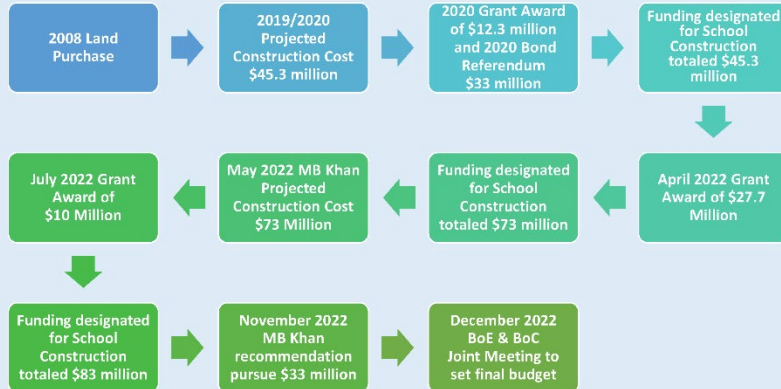 2008 Land
Purchase
2019/2020
Projected
Construction Cost
$45.3 million
2020 Grant Award
of $12.3 million
and 2020 Bond
Referendum
$33 million
Funding designated
for School
Construction
totaled $45.3
million
April 2022 Grant
Award of $27.7
Million
Funding designated
for School
Construction
totaled $73 million
May 2022 MB Khan
Projected
Construction Cost
$73 Million
July 2022 Grant
Award of
$10 Million
Funding designated
for School
Construction
totaled $83 million
November 2022
MB Khan
recommendation
pursue $33 million
December 2022
BoE & BoC
Joint Meeting to
set final budget